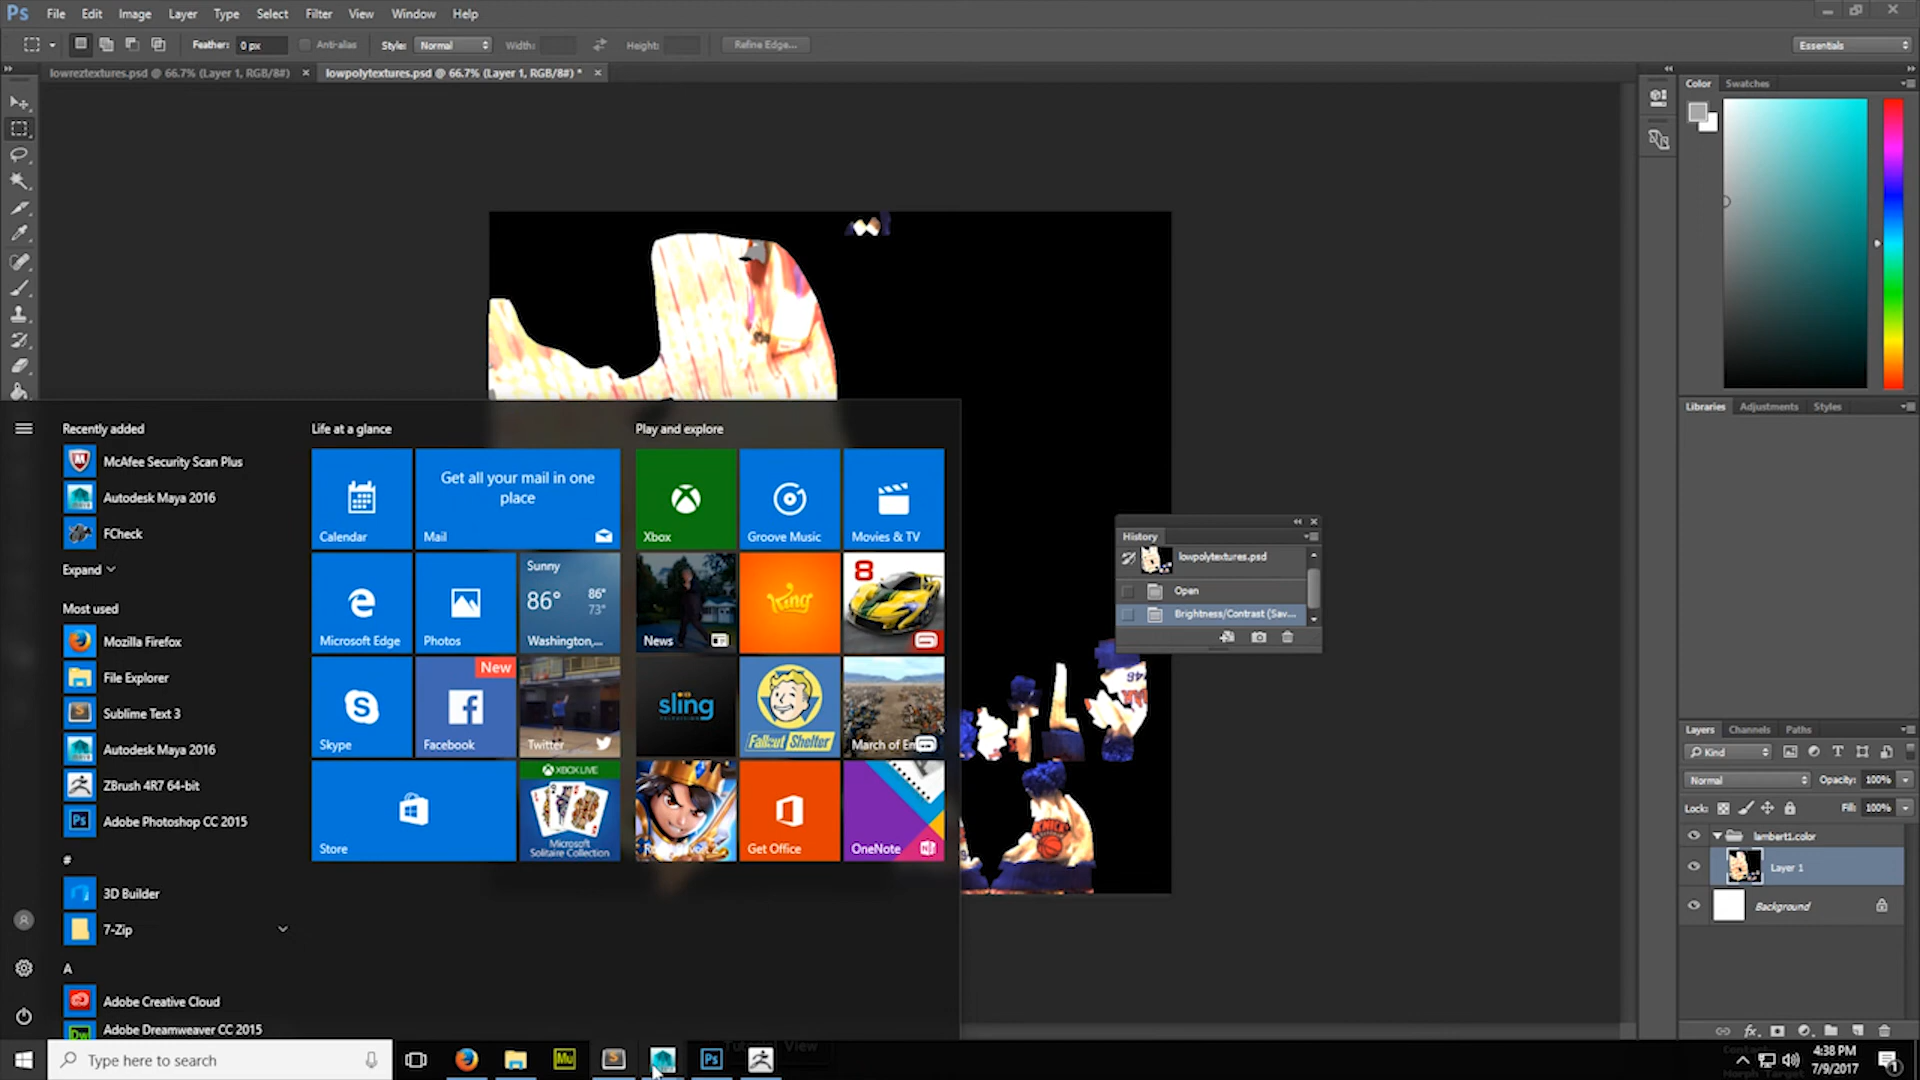 Ps File Edit Image Layer Type Select Filter View Window Help
Feather: 0 px Anti-alias Style: Normal Width: Height: Refine Edge... Essentials
lowreztextures.psd @ 66.7% (Layer 1, RGB/8#) × lowpolytextures.psd @ 66.7% (Layer 1, RGB/8#) * ×
Color Swatches
Libraries Adjustments Styles
Recently added
McAfee Security Scan Plus
Autodesk Maya 2016
FCheck
Expand
Most used
Mozilla Firefox
File Explorer
Sublime Text 3
Autodesk Maya 2016
ZBrush 4R7 64-bit
Adobe Photoshop CC 2015
#
3D Builder
7-Zip
A
Adobe Creative Cloud
Adobe Dreamweaver CC 2015
Life at a glance
Calendar
Get all your mail in one
place
Mail
Microsoft Edge
Photos
Sunny
86° 86°
73°
Washington,...
Skype
New
Facebook
Twitter
Store
XBOX LIVE
Microsoft
Solitaire Collection
Play and explore
Xbox
Groove Music
Movies & TV
News
King
8
sling
TELEVISION
Fallout Shelter
March of Em
Get Office
OneNote
History
lowpolytextures.psd
Open
Brightness/Contrast (Sav...
KNICK
Layers Channels Paths
Kind
Normal Opacity: 100%
Lock: Fill: 100%
lambert1.color
Layer 1
Background
Type here to search
Mu
Ps
View
4:38 PM
7/9/2017
1